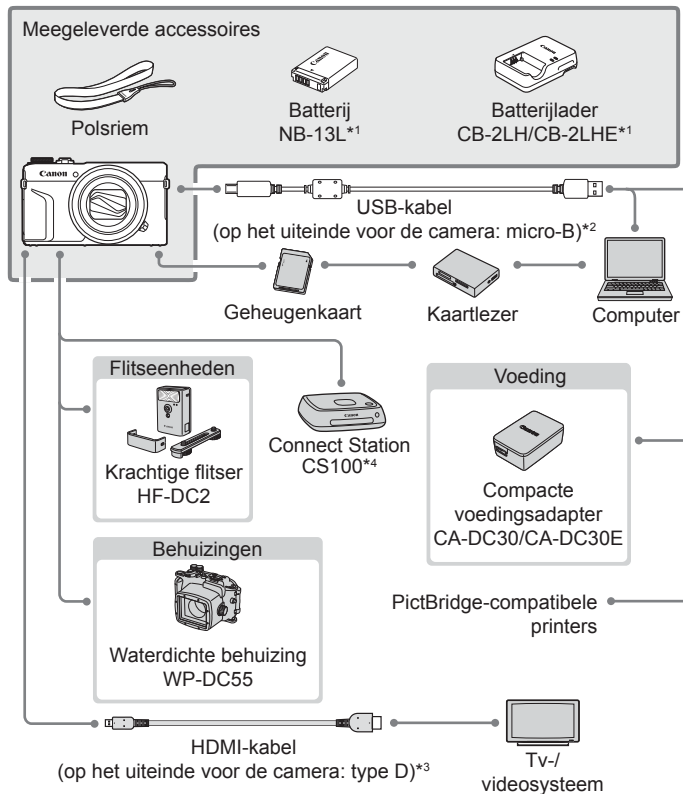 Meegeleverde accessoires
Polsriem
Batterij
NB-13L*1
Batterijlader
CB-2LH/CB-2LHE*1
Canon
USB-kabel
(op het uiteinde voor de camera: micro-B)*2
Geheugenkaart
Kaartlezer
Computer
Flitseenheden
Krachtige flitser
HF-DC2
Connect Station
CS100*4
Voeding
Compacte
voedingsadapter
CA-DC30/CA-DC30E
Behuizingen
Waterdichte behuizing
WP-DC55
PictBridge-compatibele
printers
HDMI-kabel
(op het uiteinde voor de camera: type D)*3
Tv-/
videosysteem